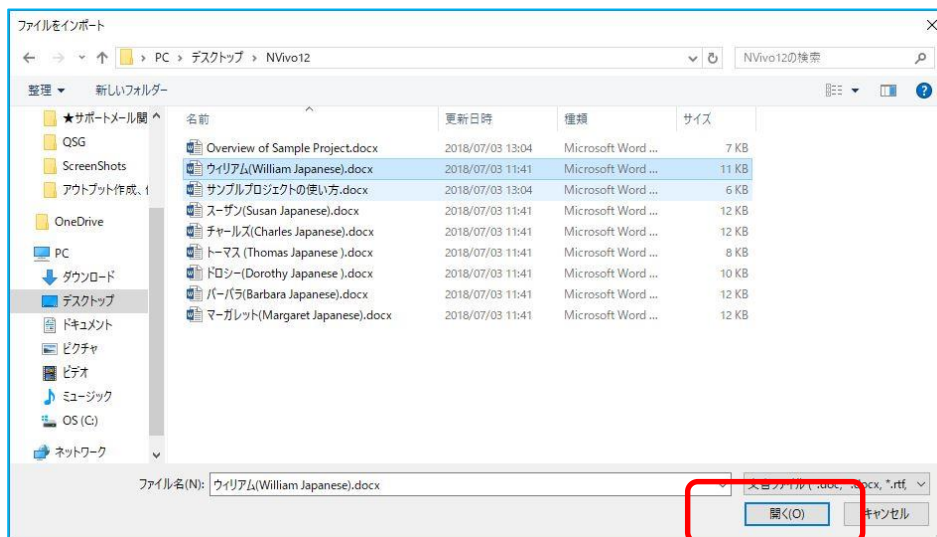 ファイルをインポート
PC › デスクトップ › NVivo12
NVivo12の検索
整理 新しいフォルダー
★サポートメール関
QSG
ScreenShots
アウトプット作成、
OneDrive
PC
ダウンロード
デスクトップ
ドキュメント
ピクチャ
ビデオ
ミュージック
OS (C:)
ネットワーク
名前 更新日時 種類 サイズ
Overview of Sample Project.docx 2018/07/03 13:04 Microsoft Word ... 7 KB
ウィリアム(William Japanese).docx 2018/07/03 11:41 Microsoft Word ... 11 KB
サンプルプロジェクトの使い方.docx 2018/07/03 13:04 Microsoft Word ... 6 KB
スーザン(Susan Japanese).docx 2018/07/03 11:41 Microsoft Word ... 12 KB
チャールズ(Charles Japanese).docx 2018/07/03 11:41 Microsoft Word ... 12 KB
トーマス (Thomas Japanese ).docx 2018/07/03 11:41 Microsoft Word ... 8 KB
ドロシー(Dorothy Japanese ).docx 2018/07/03 11:41 Microsoft Word ... 10 KB
バーバラ(Barbara Japanese).docx 2018/07/03 11:41 Microsoft Word ... 12 KB
マーガレット(Margaret Japanese).docx 2018/07/03 11:41 Microsoft Word ... 12 KB
ファイル名(N): ウィリアム(William Japanese).docx
文書ファイル (*.doc, *.docx, *.rtf,
開く(O) キャンセル